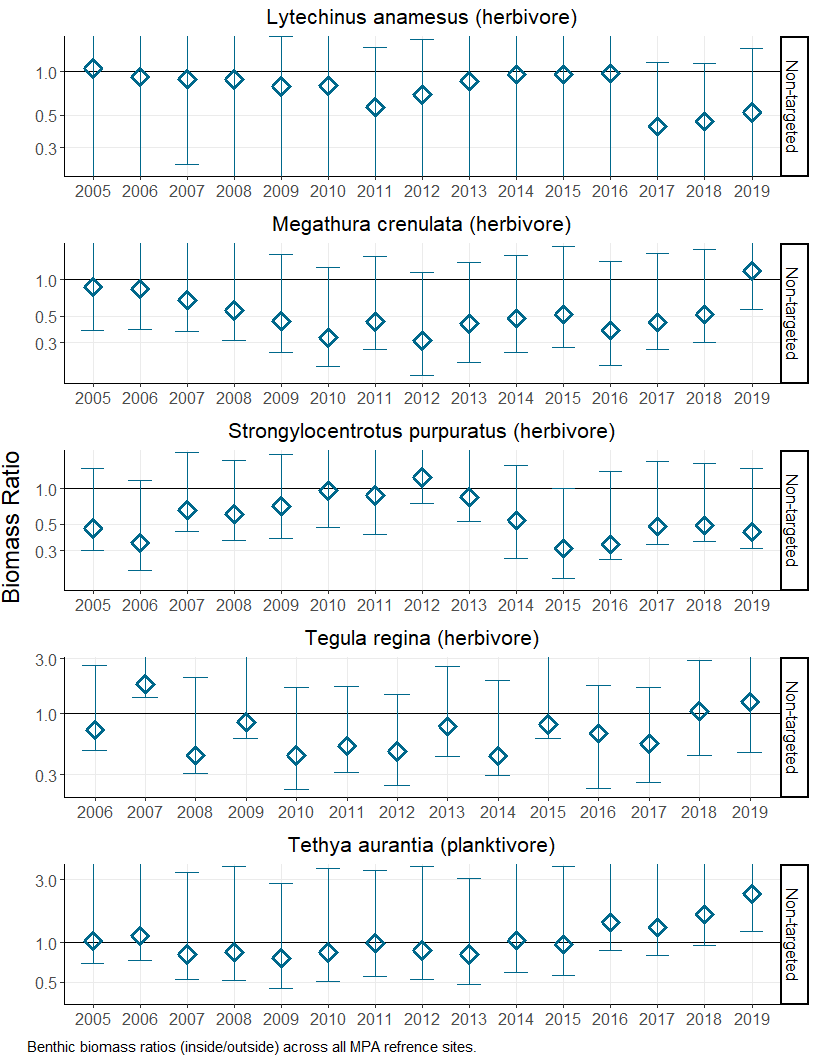 Lytechinus anamesus (herbivore)
1.0
0.5
0.3
Non-targeted
2005 2006 2007 2008 2009 2010 2011 2012 2013 2014 2015 2016 2017 2018 2019
Megathura crenulata (herbivore)
1.0
0.5
0.3
Non-targeted
2005 2006 2007 2008 2009 2010 2011 2012 2013 2014 2015 2016 2017 2018 2019
Biomass Ratio
Strongylocentrotus purpuratus (herbivore)
1.0
0.5
0.3
Non-targeted
2005 2006 2007 2008 2009 2010 2011 2012 2013 2014 2015 2016 2017 2018 2019
Tegula regina (herbivore)
3.0
1.0
0.3
Non-targeted
2006 2007 2008 2009 2010 2011 2012 2013 2014 2015 2016 2017 2018 2019
Tethya aurantia (planktivore)
3.0
1.0
0.5
Non-targeted
2005 2006 2007 2008 2009 2010 2011 2012 2013 2014 2015 2016 2017 2018 2019
Benthic biomass ratios (inside/outside) across all MPA refrence sites.